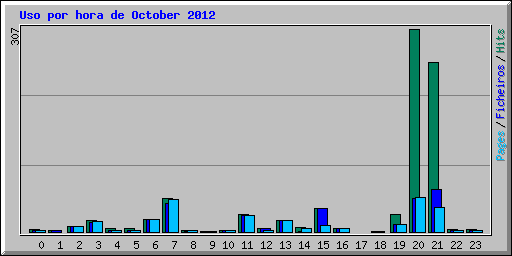 Uso por hora de October 2012
307
Pages / Ficheiros / Hits
0 1 2 3 4 5 6 7 8 9 10 11 12 13 14 15 16 17 18 19 20 21 22 23